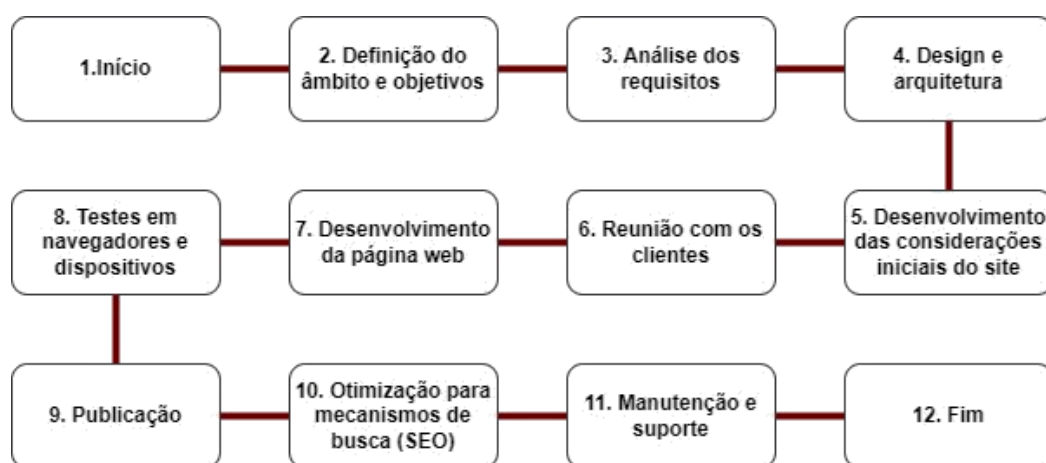 1.Início
2. Definição do
âmbito e objetivos
3. Análise dos
requisitos
4. Design e
arquitetura
5. Desenvolvimento
das considerações
iniciais do site
6. Reunião com os
clientes
7. Desenvolvimento
da página web
8. Testes em
navegadores e
dispositivos
9. Publicação
10. Otimização para
mecanismos de
busca (SEO)
11. Manutenção e
suporte
12. Fim